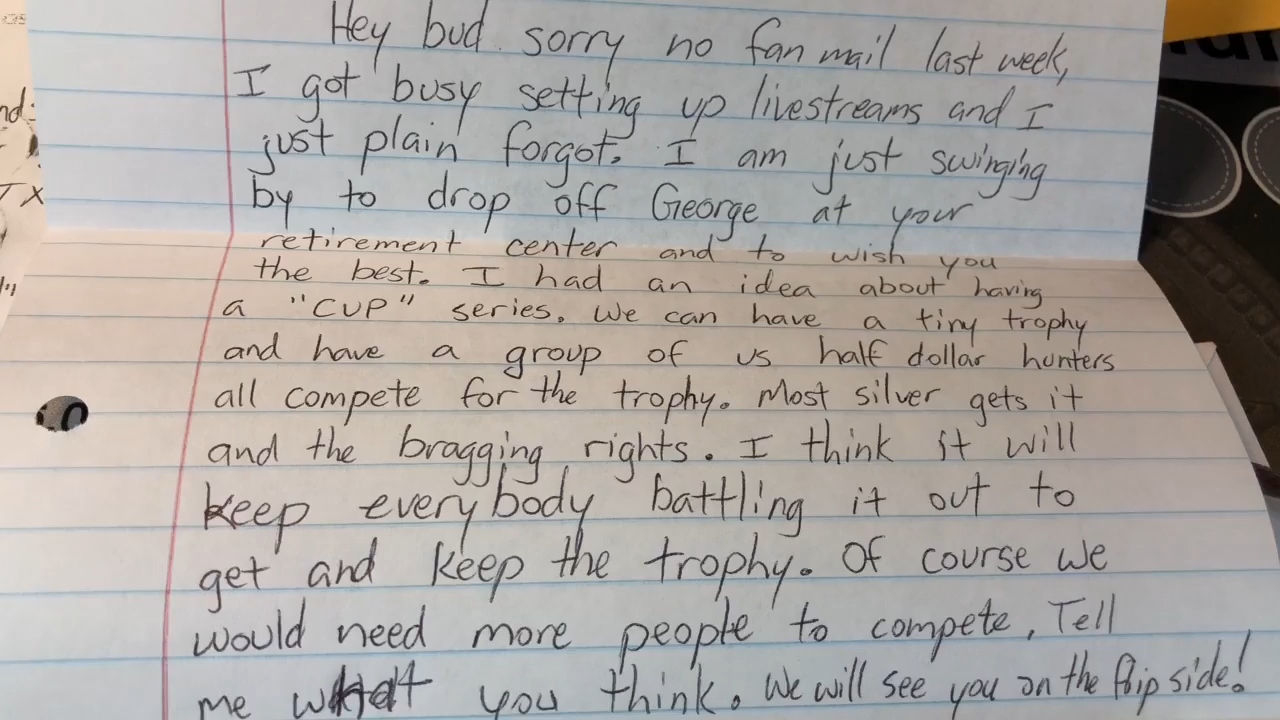 Hey bud sorry no fan mail last week,
I got busy setting up livestreams and I
just plain forgot. I am just swinging
by to drop off George at your
retirement center and to wish you
the best. I had an idea about having
a "CUP" series. We can have a tiny trophy
and have a group of us half dollar hunters
all compete for the trophy. Most silver gets it
and the bragging rights. I think it will
keep everybody battling it out to
get and keep the trophy. Of course we
would need more people to compete, Tell
me what you think. We will see you on the flip side!